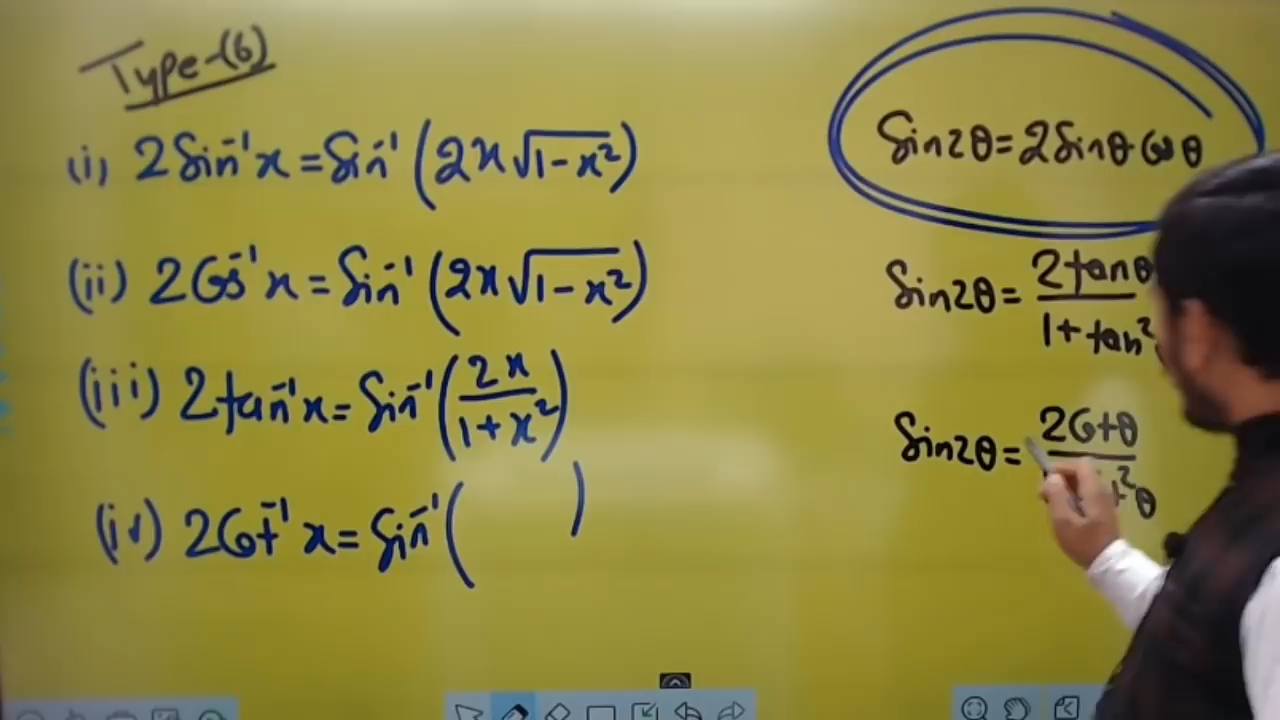 Type-(6)
(i) 2Sin⁻¹x = Sin⁻¹(2x√(1-x²))
(ii) 2Cos⁻¹x = Sin⁻¹(2x√(1-x²))
(iii) 2tan⁻¹x = Sin⁻¹(2x/(1+x²))
(iv) 2Cot⁻¹x = Sin⁻¹( )
Sin2θ = 2Sinθ·Cosθ
Sin2θ = 2tanθ/(1+tan²
Sin2θ = 2Cotθ/